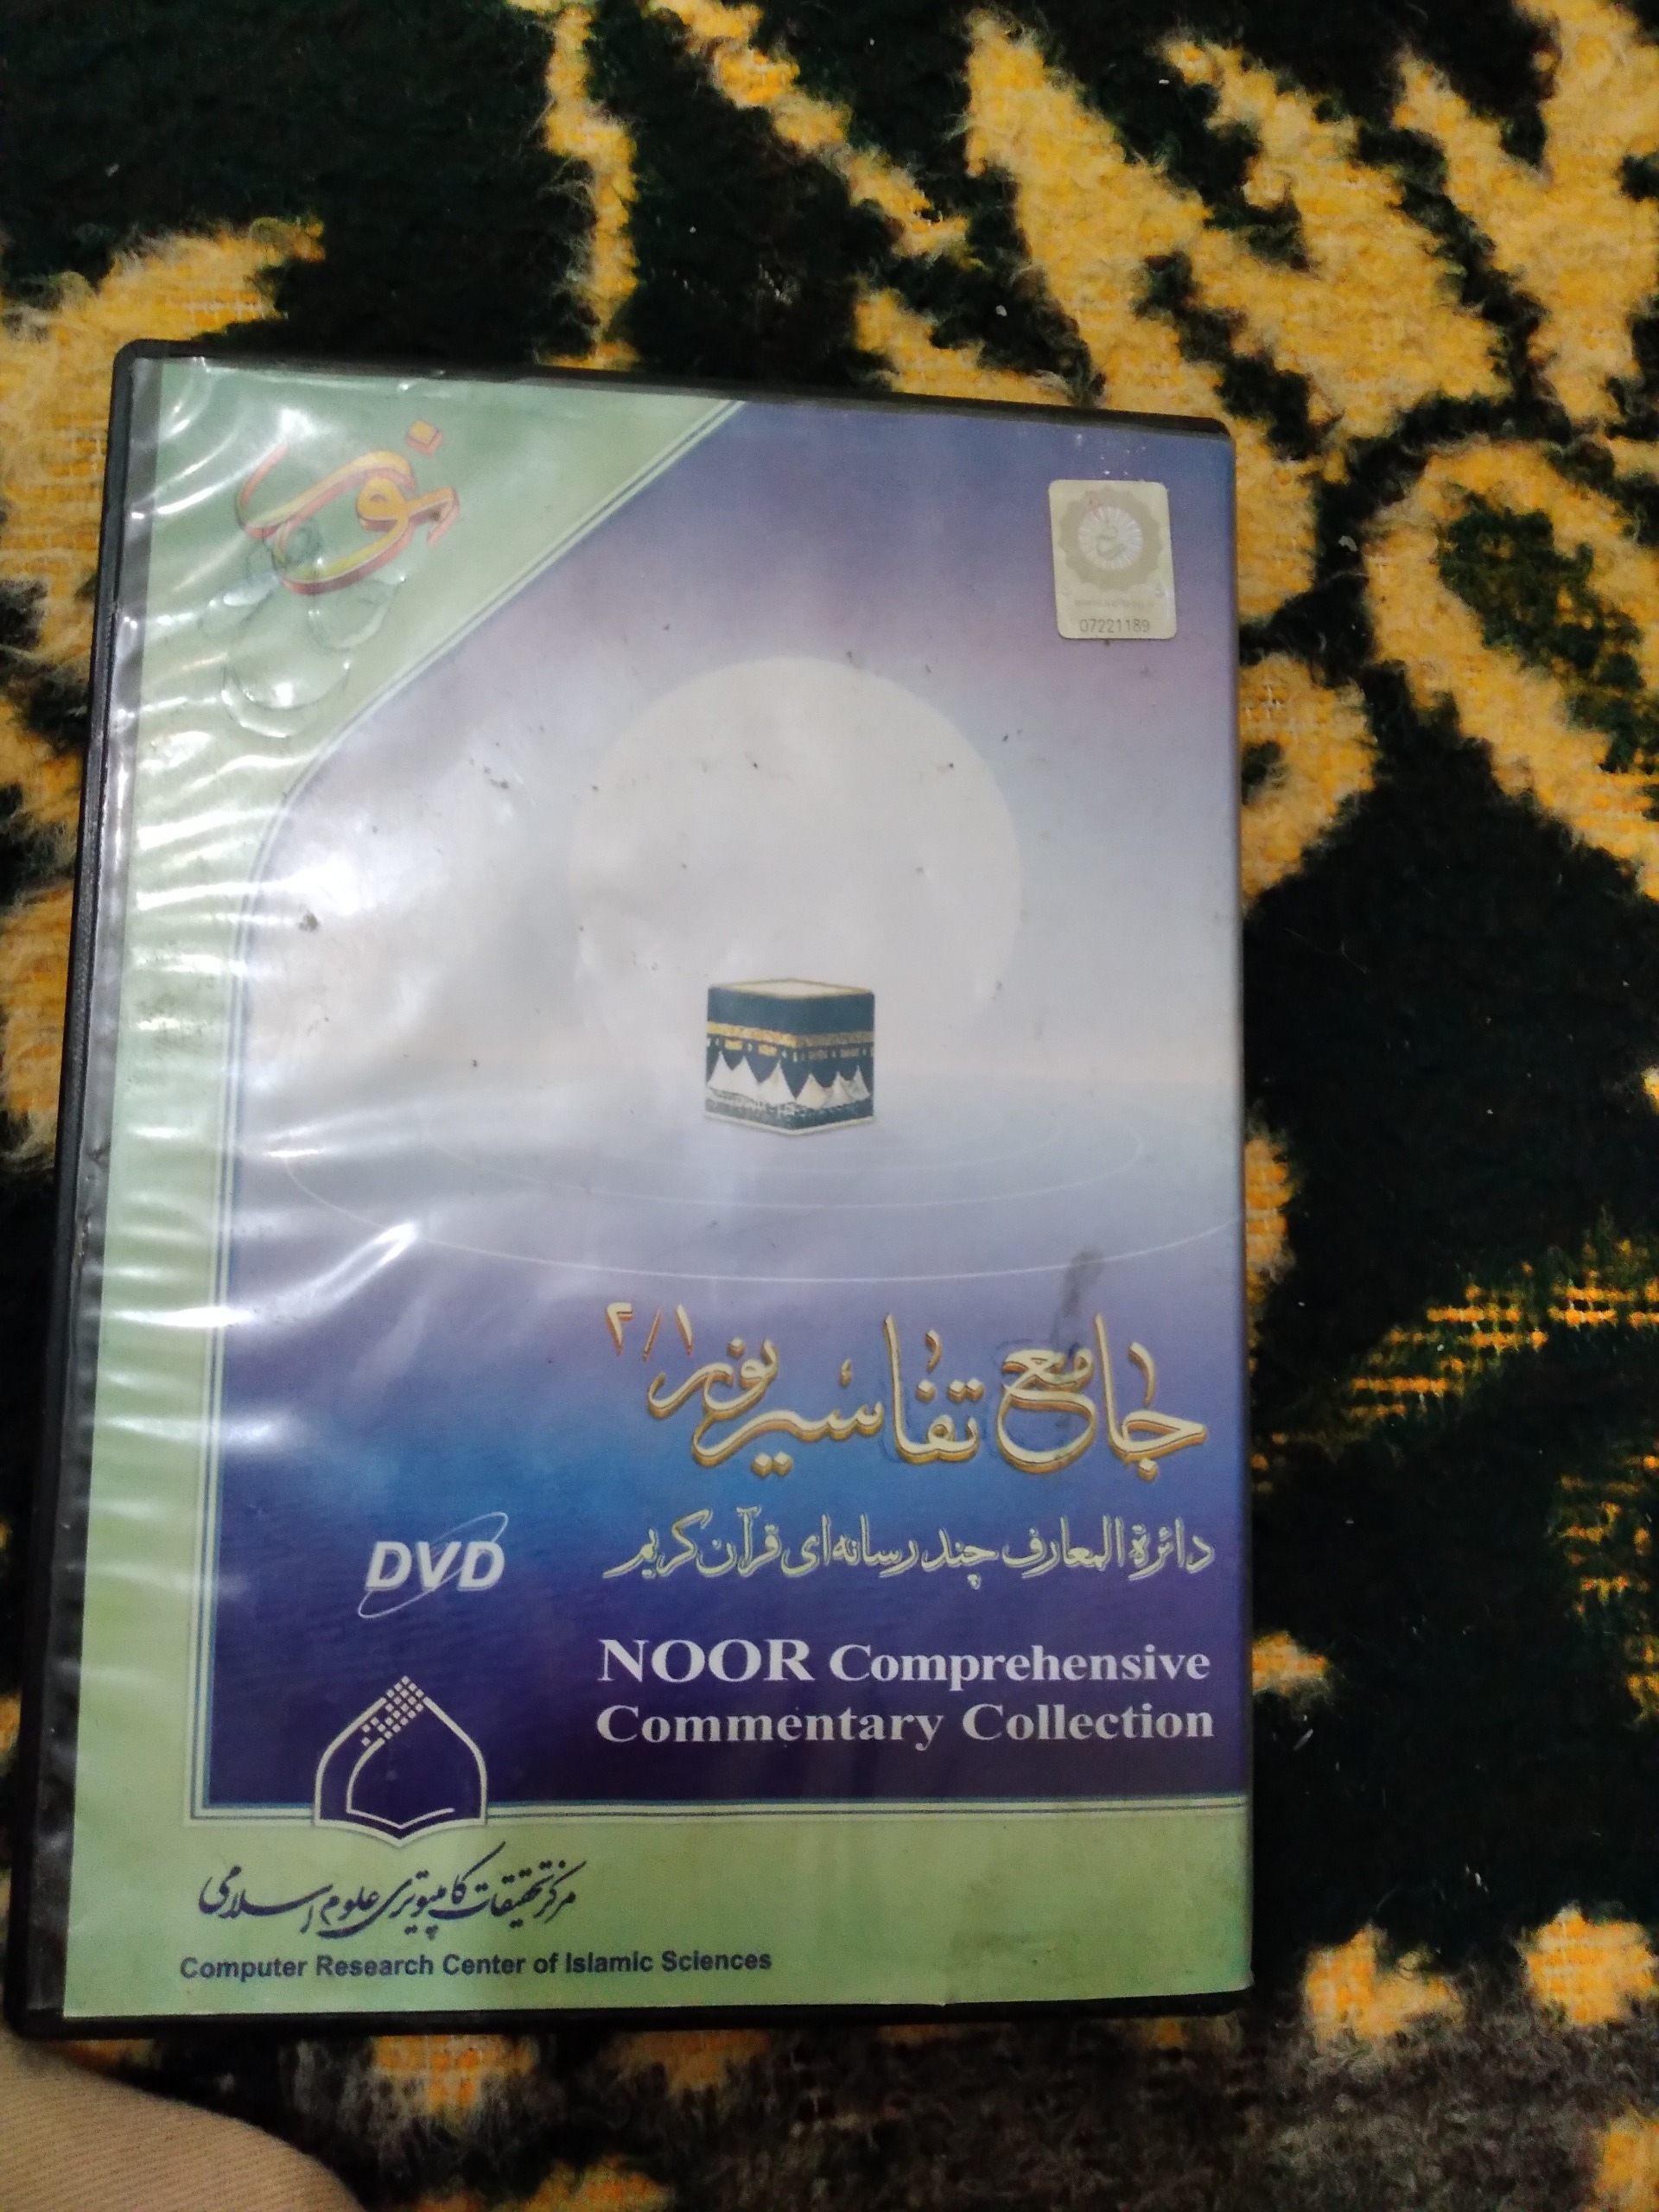 نور
07221189
جامع تفاسیر نور ۲/۱
دائرة المعارف چند رسانه‌ای قرآن کریم
DVD
NOOR Comprehensive
Commentary Collection
مرکز تحقیقات کامپیوتری علوم اسلامی
Computer Research Center of Islamic Sciences